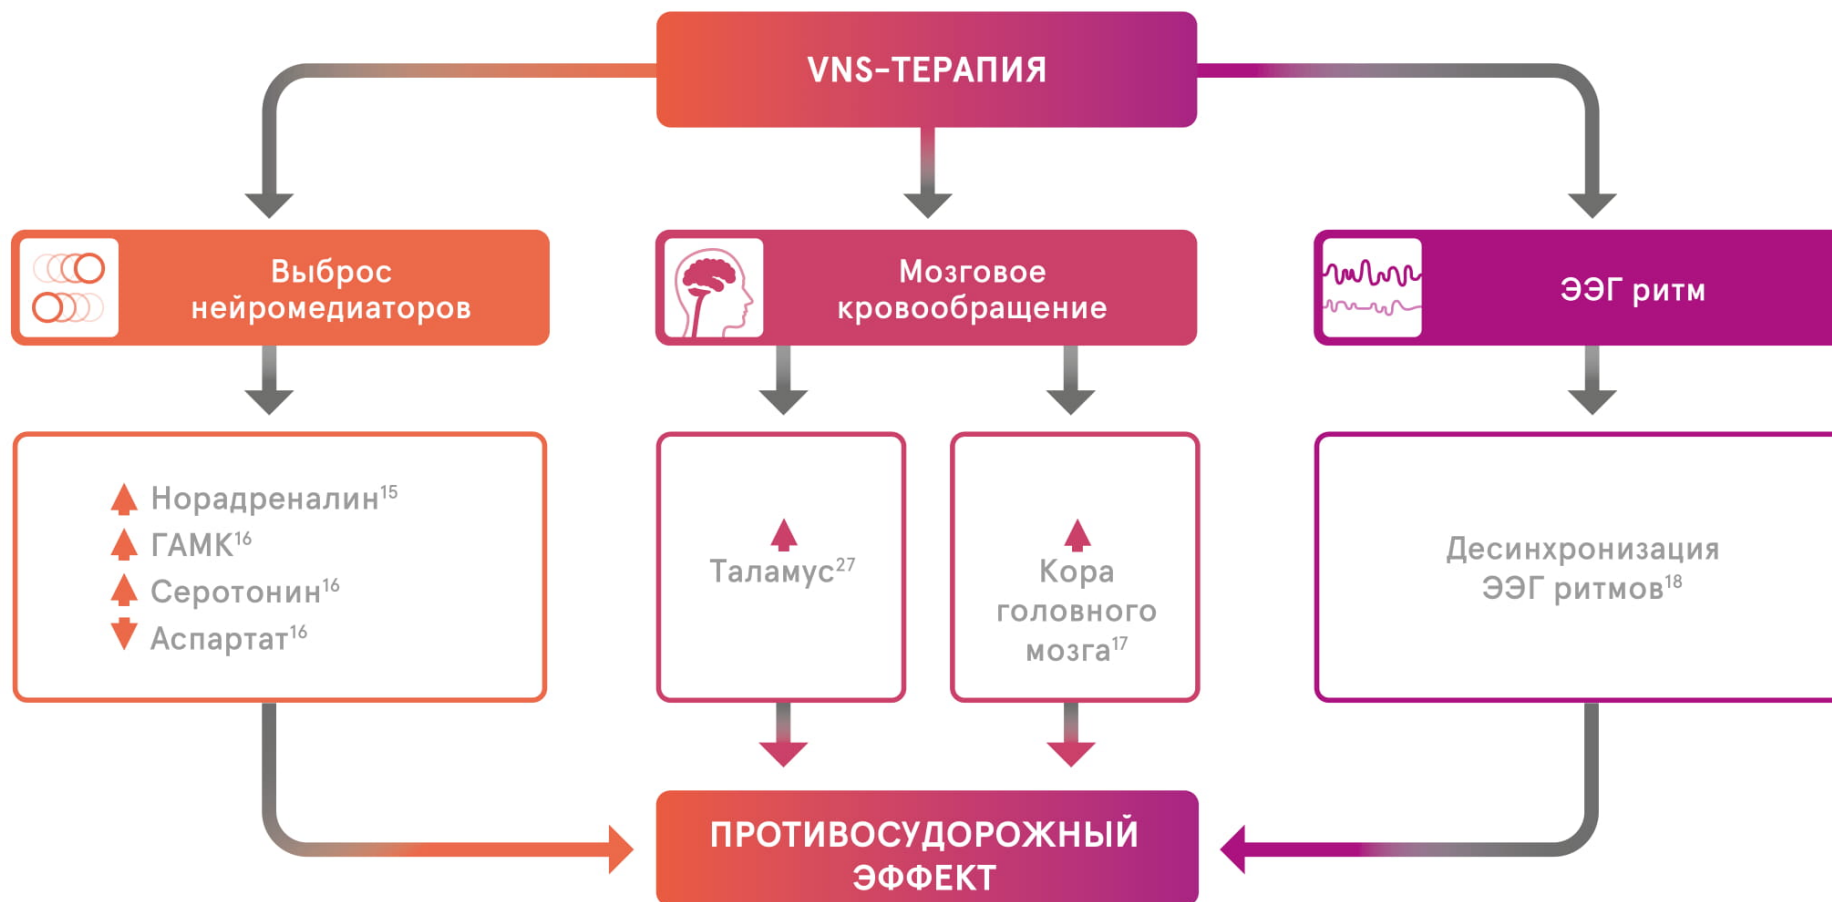 VNS-ТЕРАПИЯ
Выброс
нейромедиаторов
Мозговое
кровообращение
ЭЭГ ритм
Норадреналин¹⁵
ГАМК¹⁶
Серотонин¹⁶
Аспартат¹⁶
Таламус²⁷
Кора
головного
мозга¹⁷
Десинхронизация
ЭЭГ ритмов¹⁸
ПРОТИВОСУДОРОЖНЫЙ
ЭФФЕКТ